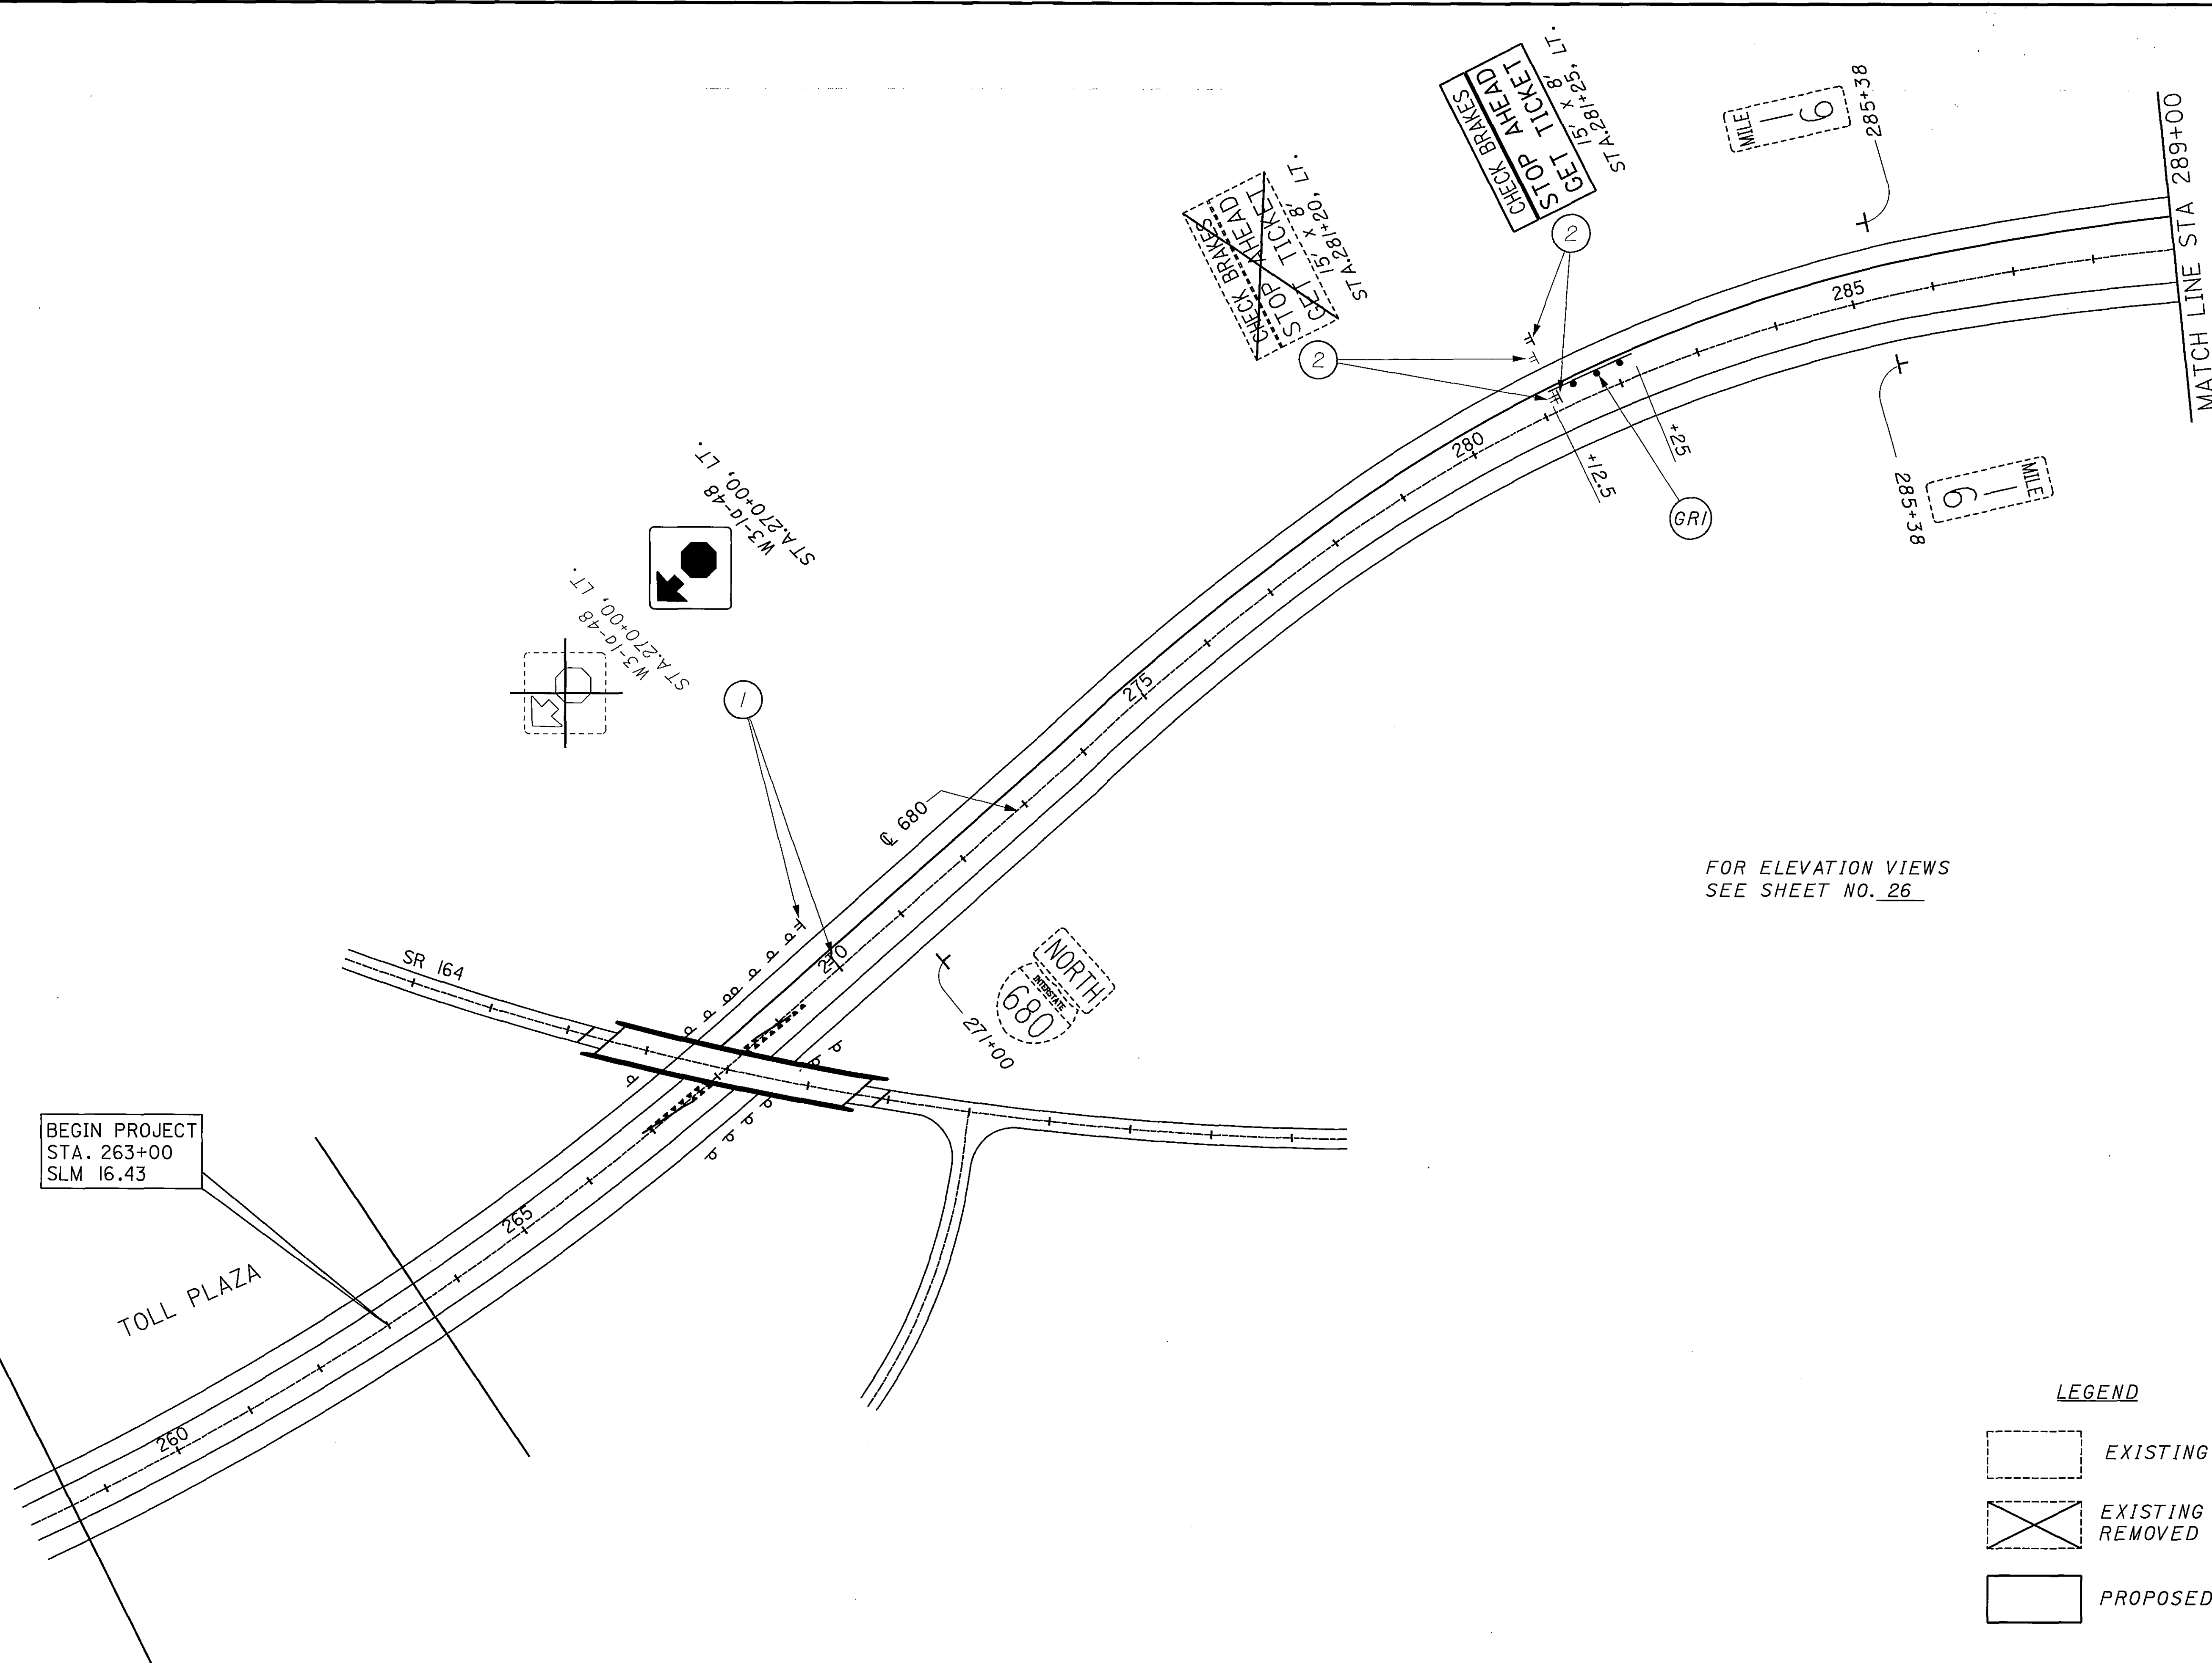 CHECK BRAKES
STOP AHEAD
GET TICKET
15' x 8'
STA.281+25, LT.
2
MILE
16
285+38
MATCH LINE STA 289+00
CHECK BRAKES
STOP AHEAD
GET TICKET
15' x 8'
STA.281+20, LT.
2
285
280
+25
+12.5
GR1
285+38
MILE
16
W3-1a-48
STA.270+00, LT.
W3-1a-48
STA.270+00, LT.
1
275
℄ 680
FOR ELEVATION VIEWS
SEE SHEET NO. 26
270
NORTH
INTERSTATE
680
271+00
SR 164
BEGIN PROJECT
STA. 263+00
SLM 16.43
265
TOLL PLAZA
260
LEGEND
EXISTING
EXISTING
REMOVED
PROPOSED